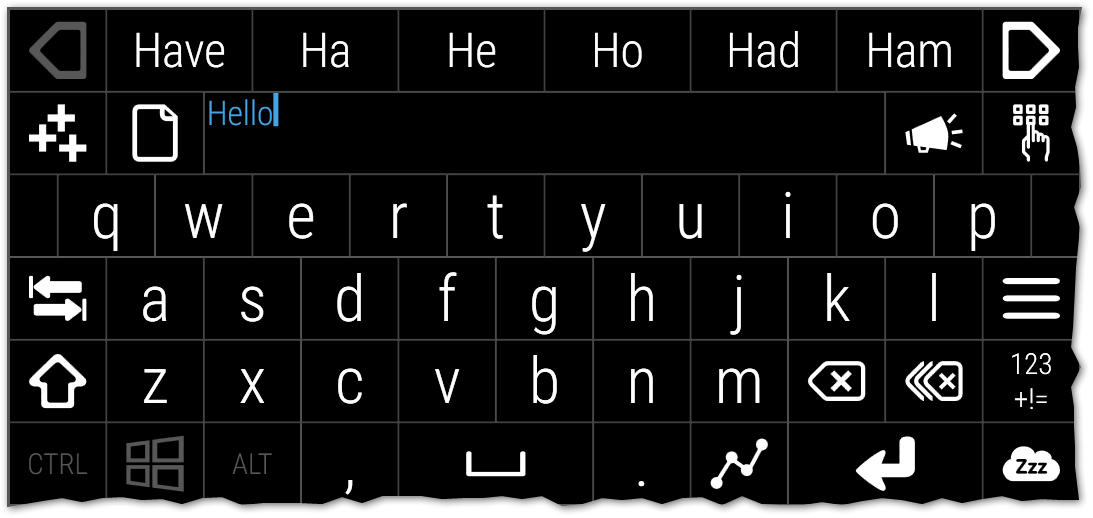 Have Ha He Ho Had Ham
Hello
q w e r t y u i o p
a s d f g h j k l
z x c v b n m 123
+!=
CTRL ALT , . Zzz